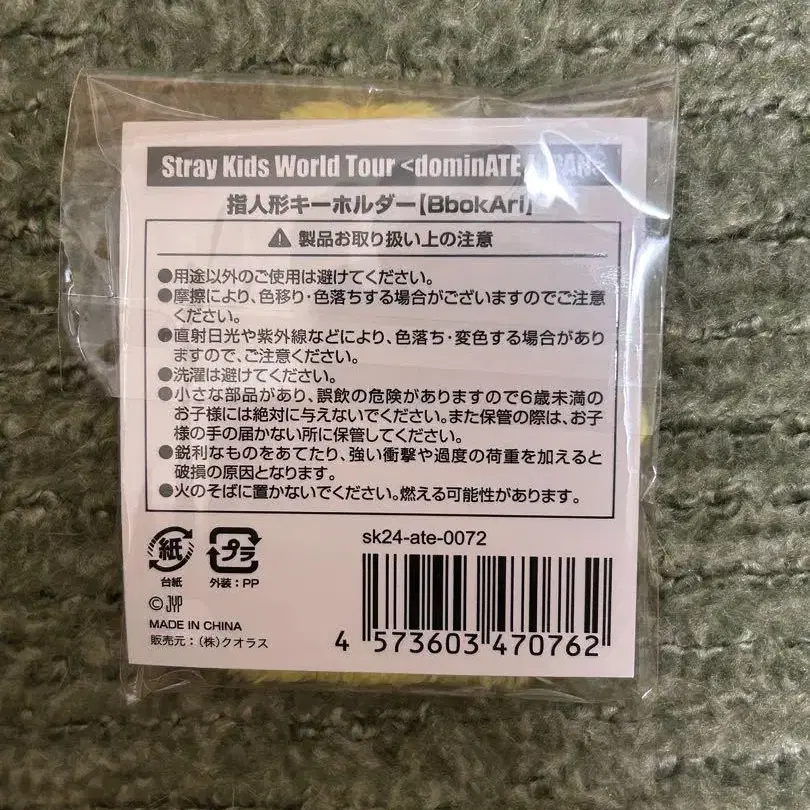 Stray Kids World Tour <dominATE JAPAN>
指人形キーホルダー【BbokAri】
製品お取り扱い上の注意
●用途以外のご使用は避けてください。
●摩擦により、色移り・色落ちする場合がございますのでご注意
ください。
●直射日光や紫外線などにより、色落ち・変色する場合があり
ますので、ご注意ください。
●洗濯は避けてください。
●小さな部品があり、誤飲の危険がありますので6歳未満の
お子様には絶対に与えないでください。また保管の際は、お子
様の手の届かない所に保管してください。
●鋭利なものをあてたり、強い衝撃や過度の荷重を加えると
破損の原因となります。
●火のそばに置かないでください。燃える可能性があります。
紙 プラ
台紙 外装：PP
sk24-ate-0072
© JYP
MADE IN CHINA
販売元：(株)クオラス
4 573603 470762